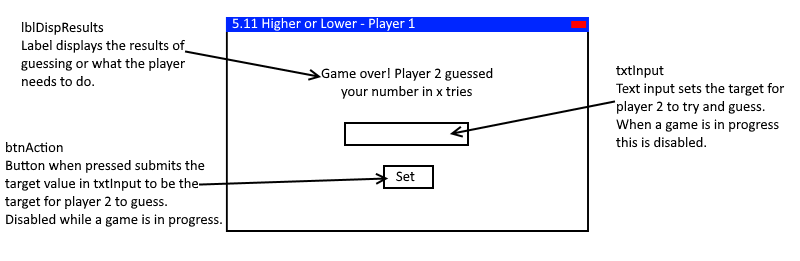 lblDispResults
Label displays the results of
guessing or what the player
needs to do.
5.11 Higher or Lower - Player 1
Game over! Player 2 guessed
your number in x tries
txtInput
Text input sets the target for
player 2 to try and guess.
When a game is in progress
this is disabled.
btnAction
Button when pressed submits the
target value in txtInput to be the
target for player 2 to guess.
Disabled while a game is in progress.
Set